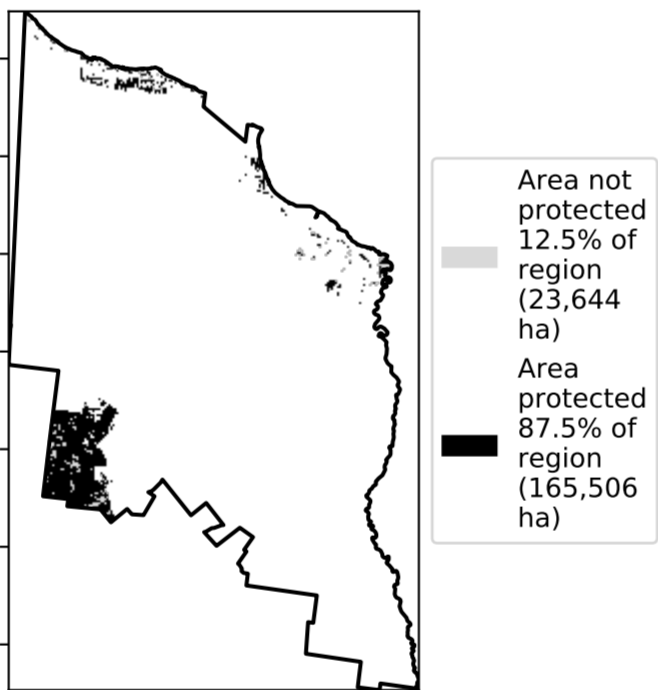 Area not
protected
12.5% of
region
(23,644
ha)
Area
protected
87.5% of
region
(165,506
ha)